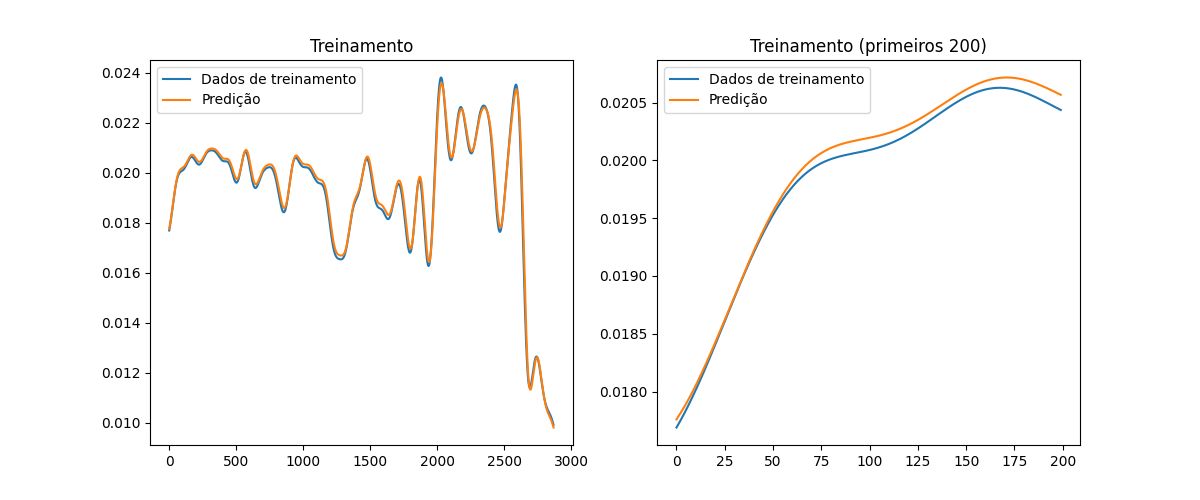 Treinamento
Dados de treinamento
Predição
0.024
0.022
0.020
0.018
0.016
0.014
0.012
0.010
0 500 1000 1500 2000 2500 3000
Treinamento (primeiros 200)
Dados de treinamento
Predição
0.0205
0.0200
0.0195
0.0190
0.0185
0.0180
0 25 50 75 100 125 150 175 200